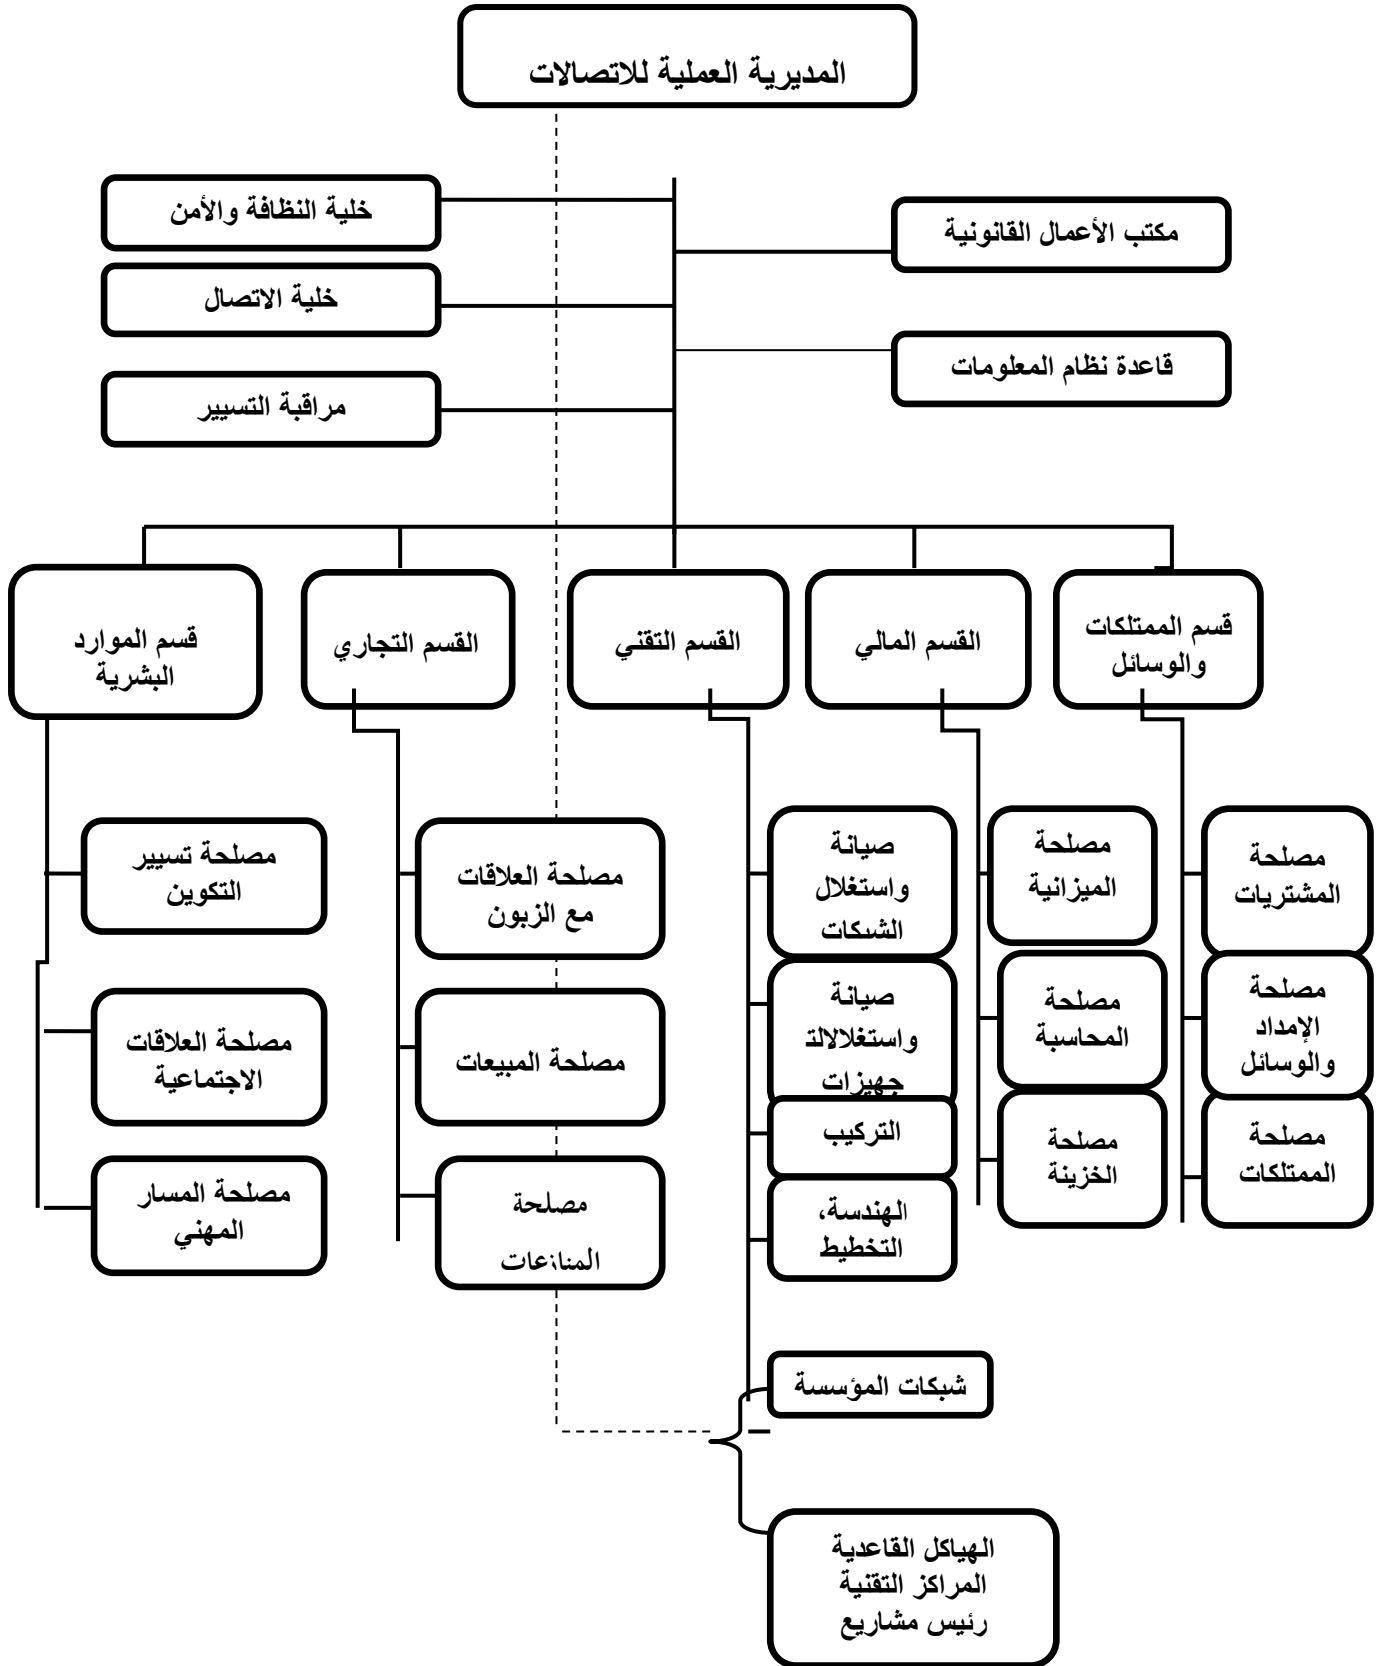 المديرية العملية للاتصالات
خلية النظافة والأمن
مكتب الأعمال القانونية
خلية الاتصال
قاعدة نظام المعلومات
مراقبة التسيير
قسم الممتلكات
والوسائل
القسم المالي
القسم التقني
القسم التجاري
قسم الموارد
البشرية
مصلحة
المشتريات
مصلحة
الإمداد
والوسائل
مصلحة
الممتلكات
مصلحة
الميزانية
مصلحة
المحاسبة
مصلحة
الخزينة
صيانة
واستغلال
الشبكات
صيانة
واستغلالالت
جهيزات
التركيب
الهندسة،
التخطيط
مصلحة العلاقات
مع الزبون
مصلحة المبيعات
مصلحة
المنازعات
مصلحة تسيير
التكوين
مصلحة العلاقات
الاجتماعية
مصلحة المسار
المهني
شبكات المؤسسة
الهياكل القاعدية
المراكز التقنية
رئيس مشاريع